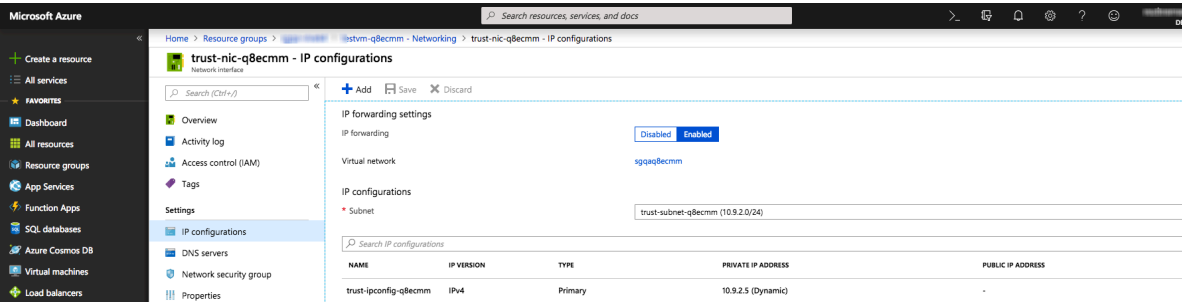 Microsoft Azure
Search resources, services, and docs
Home > Resource groups > testvm-q8ecmm - Networking > trust-nic-q8ecmm - IP configurations
Create a resource
All services
FAVORITES
Dashboard
All resources
Resource groups
App Services
Function Apps
SQL databases
Azure Cosmos DB
Virtual machines
Load balancers
trust-nic-q8ecmm - IP configurations
Network interface
Search (Ctrl+/)
Overview
Activity log
Access control (IAM)
Tags
Settings
IP configurations
DNS servers
Network security group
Properties
Add Save Discard
IP forwarding settings
IP forwarding Disabled Enabled
Virtual network sgqaq8ecmm
IP configurations
* Subnet trust-subnet-q8ecmm (10.9.2.0/24)
Search IP configurations
NAME IP VERSION TYPE PRIVATE IP ADDRESS PUBLIC IP ADDRESS
trust-ipconfig-q8ecmm IPv4 Primary 10.9.2.5 (Dynamic) -